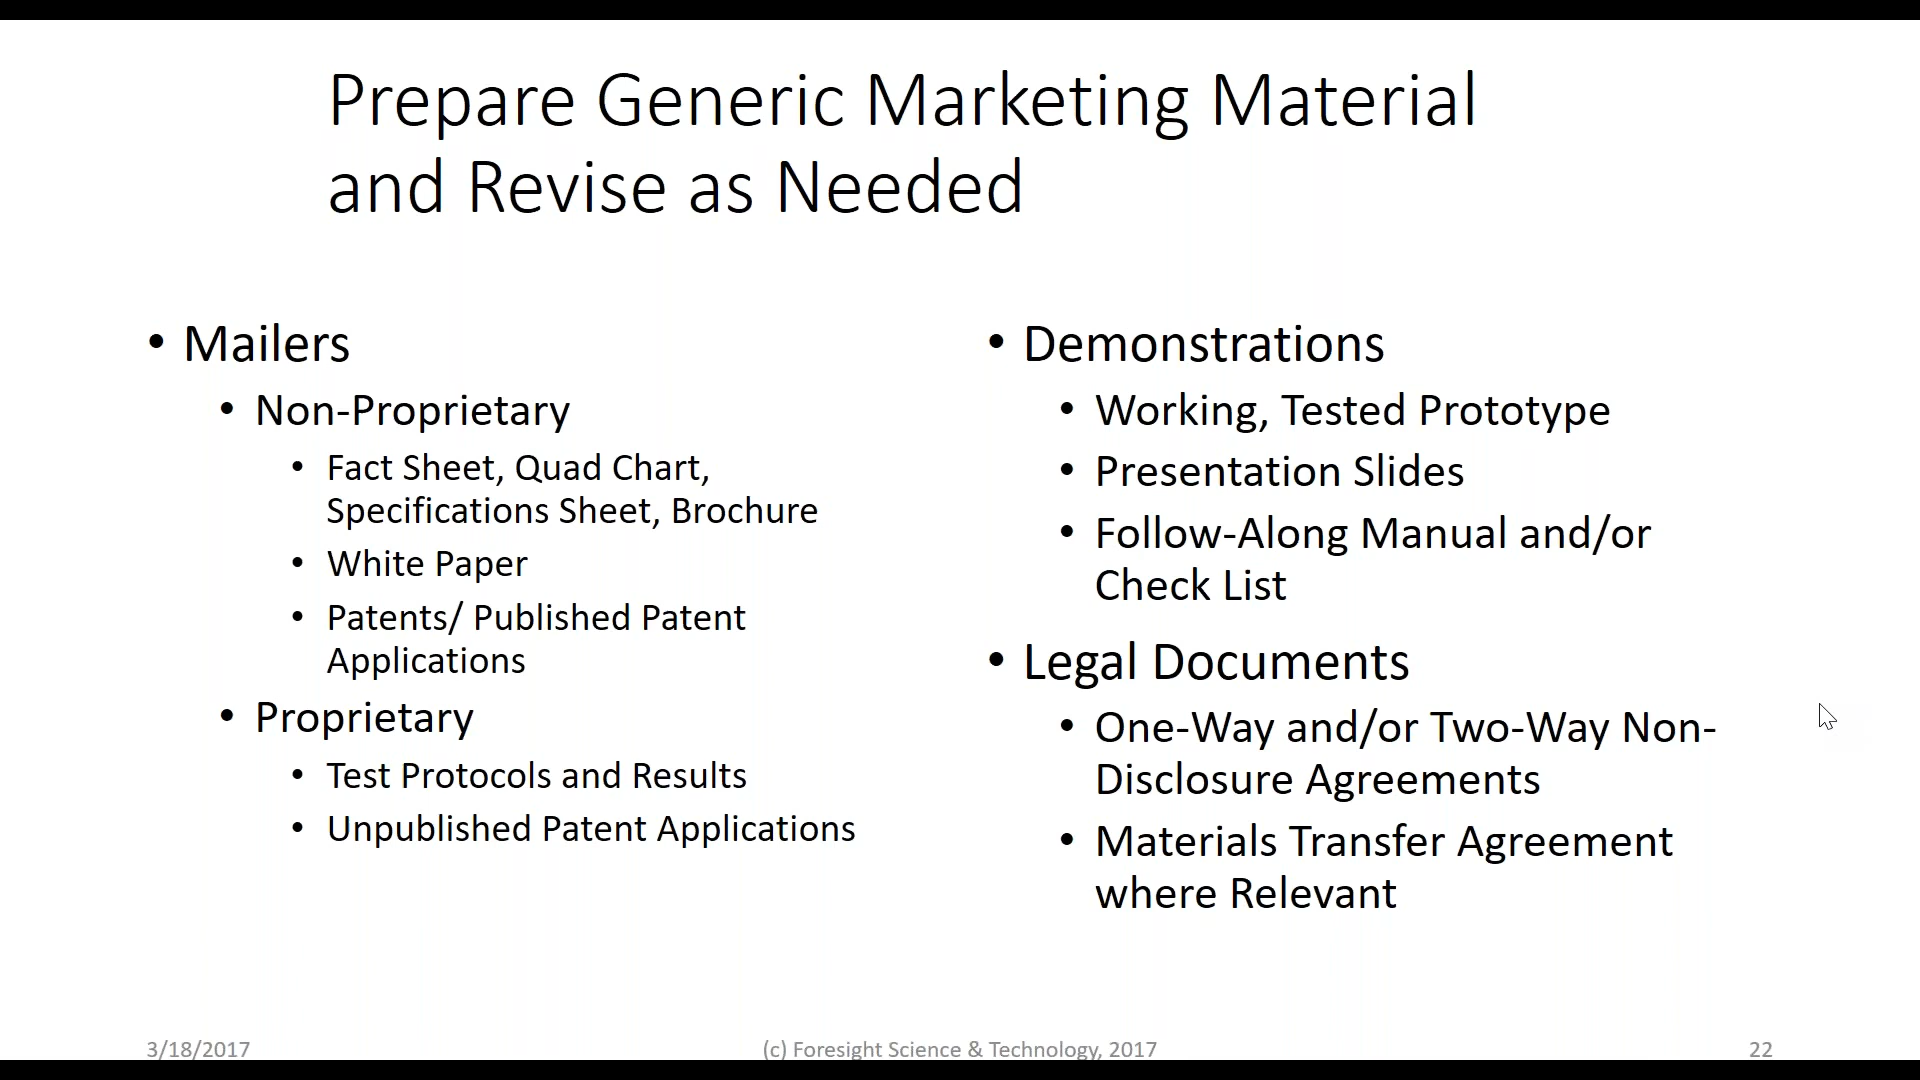 Prepare Generic Marketing Material
and Revise as Needed
• Mailers
• Non-Proprietary
• Fact Sheet, Quad Chart,
Specifications Sheet, Brochure
• White Paper
• Patents/ Published Patent
Applications
• Proprietary
• Test Protocols and Results
• Unpublished Patent Applications
• Demonstrations
• Working, Tested Prototype
• Presentation Slides
• Follow-Along Manual and/or
Check List
• Legal Documents
• One-Way and/or Two-Way Non-
Disclosure Agreements
• Materials Transfer Agreement
where Relevant
3/18/2017
(c) Foresight Science & Technology, 2017
22